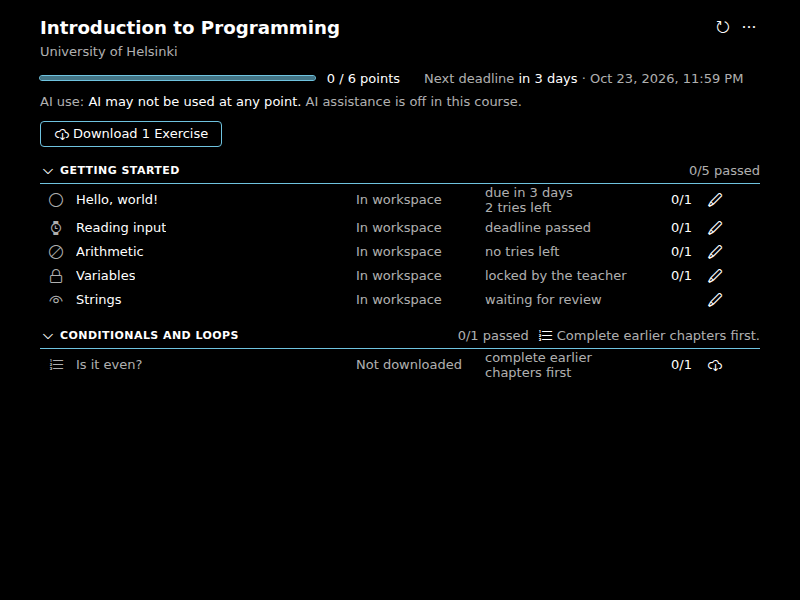 Introduction to Programming
University of Helsinki
0 / 6 points Next deadline in 3 days · Oct 23, 2026, 11:59 PM
AI use: AI may not be used at any point. AI assistance is off in this course.
Download 1 Exercise
GETTING STARTED 0/5 passed
Hello, world! In workspace due in 3 days 0/1
2 tries left
Reading input In workspace deadline passed 0/1
Arithmetic In workspace no tries left 0/1
Variables In workspace locked by the teacher 0/1
Strings In workspace waiting for review
CONDITIONALS AND LOOPS 0/1 passed Complete earlier chapters first.
Is it even? Not downloaded complete earlier 0/1
chapters first